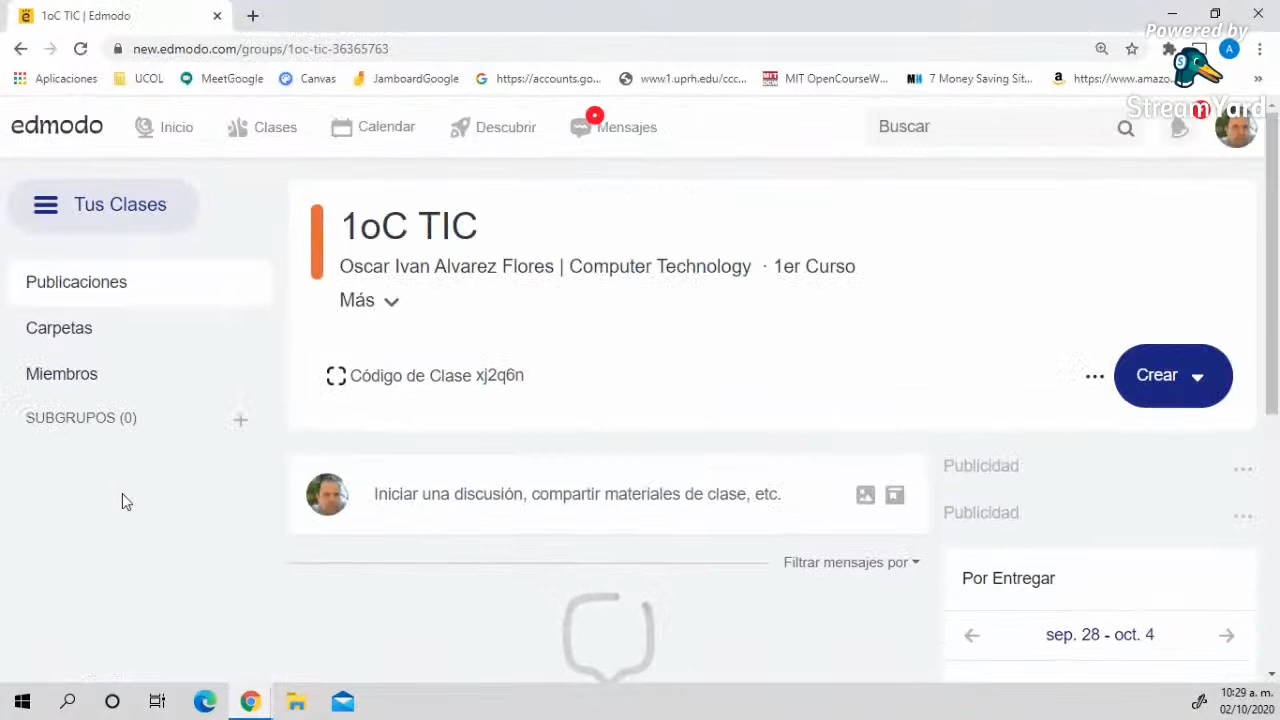 1oC TIC | Edmodo
Powered by
new.edmodo.com/groups/1oc-tic-36365763
A
Aplicaciones
UCOL
MeetGoogle
Canvas
JamboardGoogle
https://accounts.go...
www1.uprh.edu/ccc...
MIT OpenCourseW...
7 Money Saving Sit...
https://www.amazo
StreamYard
edmodo
Inicio
Clases
Calendar
Descubrir
Mensajes
Buscar
Tus Clases
1oC TIC
Oscar Ivan Alvarez Flores | Computer Technology · 1er Curso
Más
Publicaciones
Carpetas
Miembros
SUBGRUPOS (0)
Código de Clase xj2q6n
Crear
Iniciar una discusión, compartir materiales de clase, etc.
Filtrar mensajes por
Publicidad
Publicidad
Por Entregar
sep. 28 - oct. 4
10:29 a. m.
02/10/2020